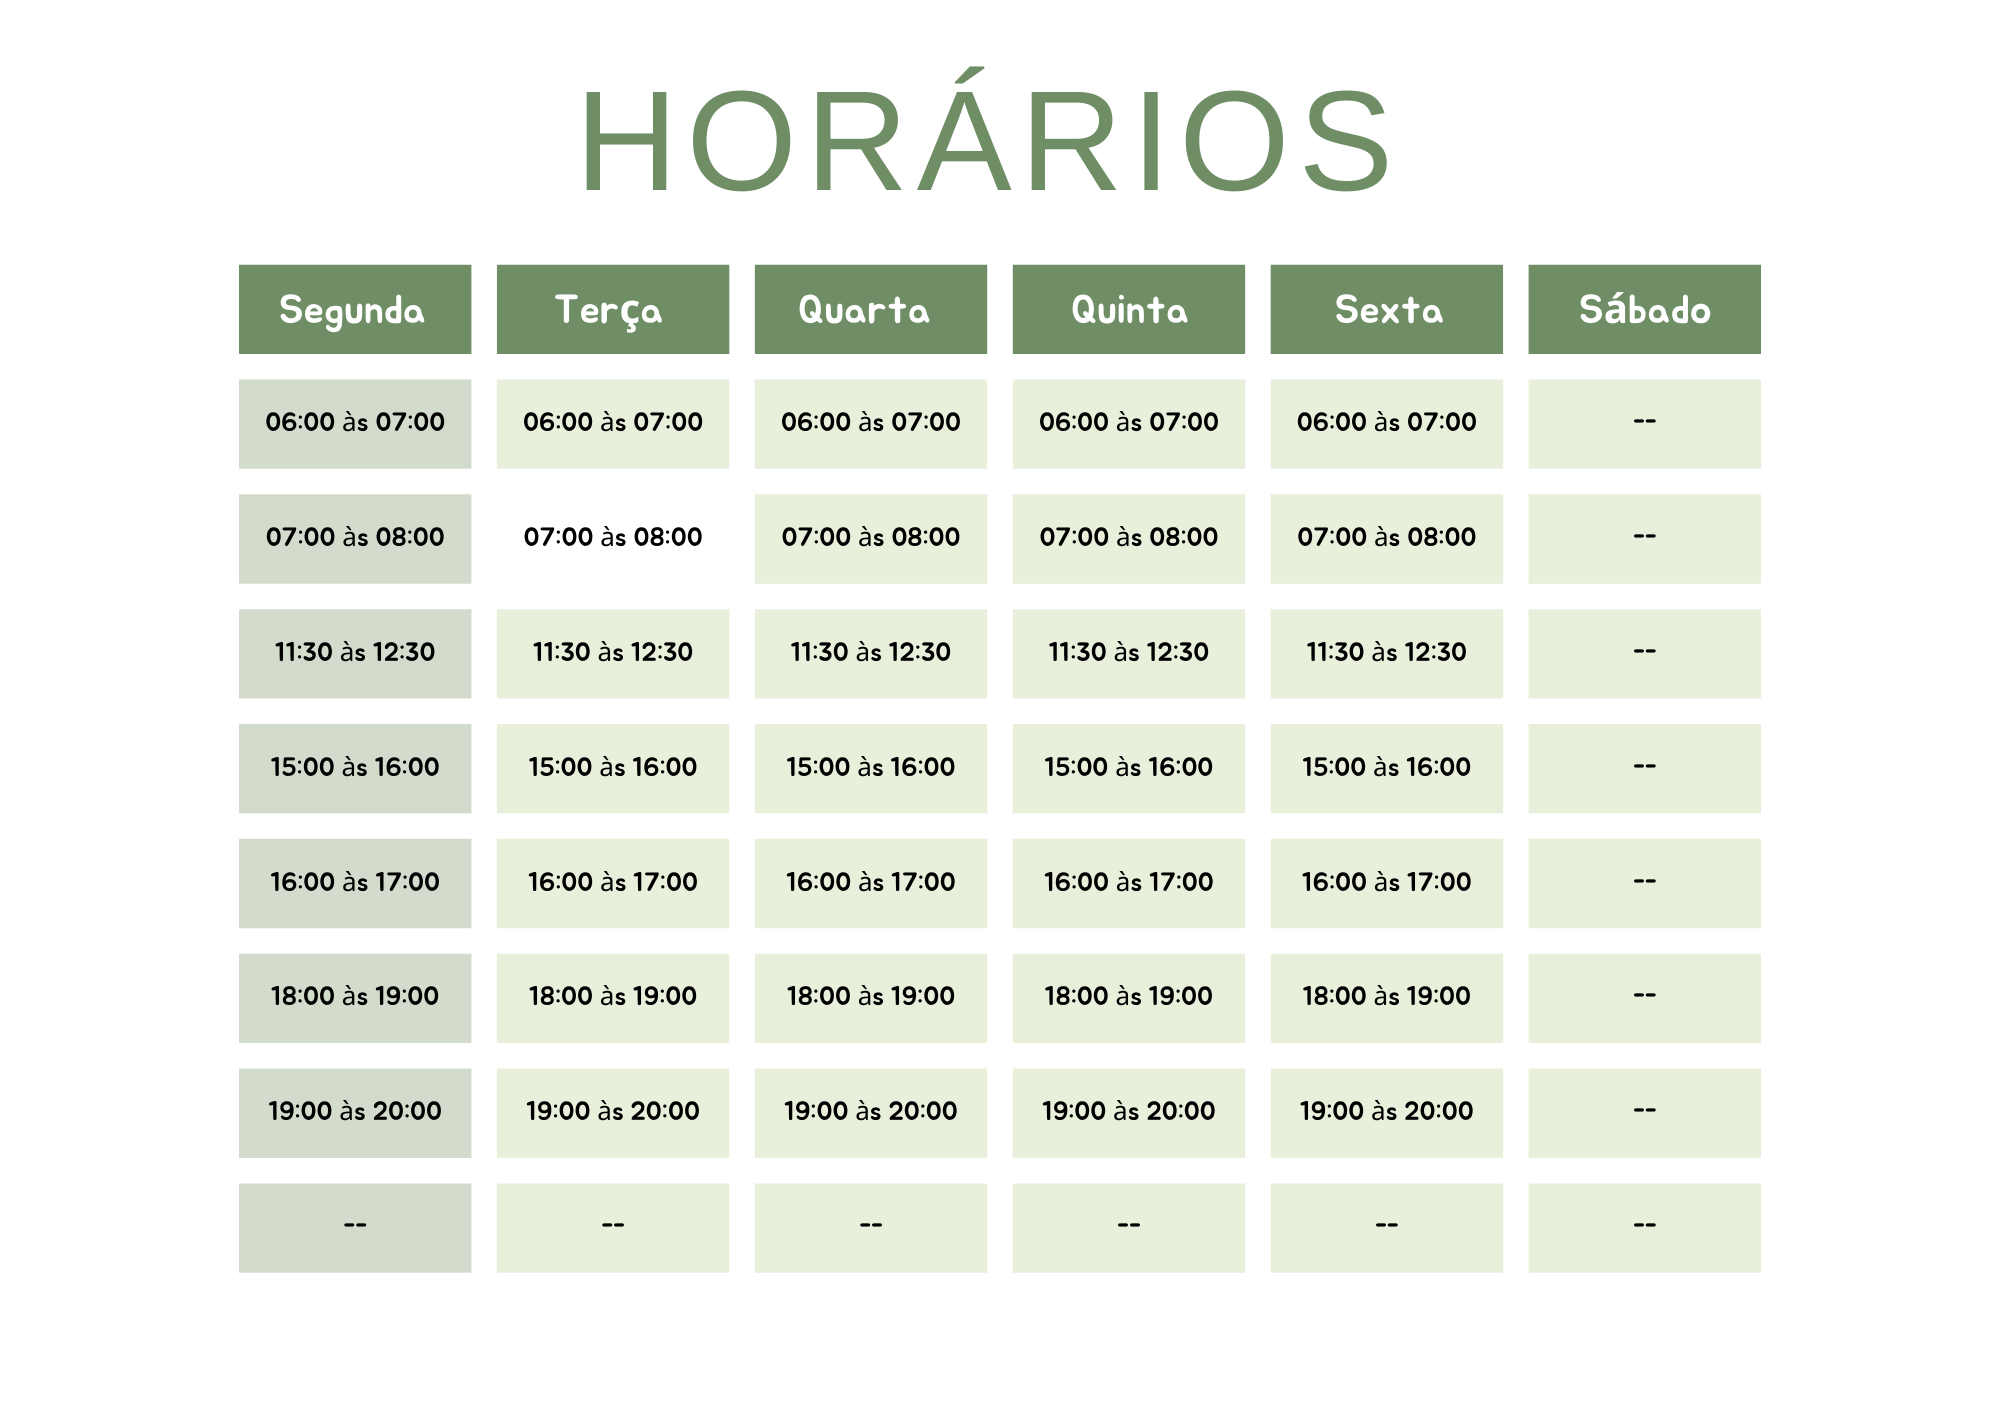 HORÁRIOS
Segunda Terça Quarta Quinta Sexta Sábado
06:00 às 07:00 06:00 às 07:00 06:00 às 07:00 06:00 às 07:00 06:00 às 07:00 --
07:00 às 08:00 07:00 às 08:00 07:00 às 08:00 07:00 às 08:00 07:00 às 08:00 --
11:30 às 12:30 11:30 às 12:30 11:30 às 12:30 11:30 às 12:30 11:30 às 12:30 --
15:00 às 16:00 15:00 às 16:00 15:00 às 16:00 15:00 às 16:00 15:00 às 16:00 --
16:00 às 17:00 16:00 às 17:00 16:00 às 17:00 16:00 às 17:00 16:00 às 17:00 --
18:00 às 19:00 18:00 às 19:00 18:00 às 19:00 18:00 às 19:00 18:00 às 19:00 --
19:00 às 20:00 19:00 às 20:00 19:00 às 20:00 19:00 às 20:00 19:00 às 20:00 --
-- -- -- -- -- --